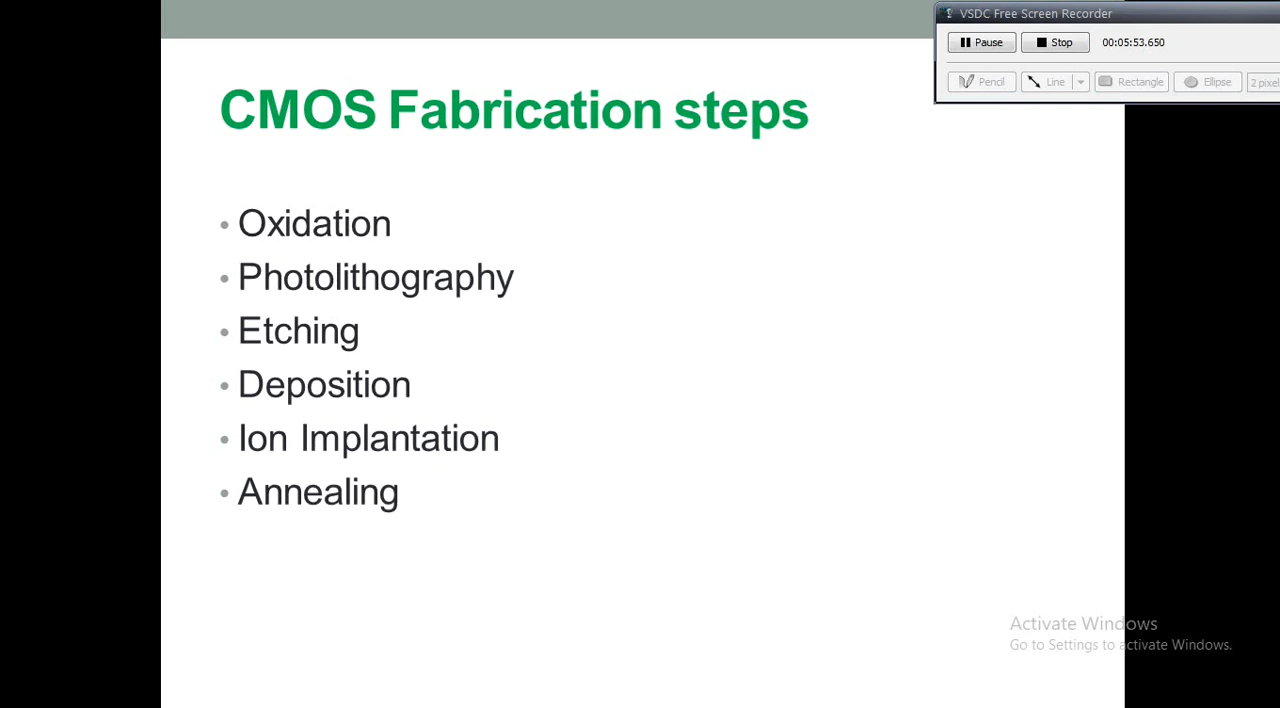 VSDC Free Screen Recorder
Pause Stop 00:05:53.650
Pencil Line Rectangle Ellipse 2 pixel
CMOS Fabrication steps
• Oxidation
• Photolithography
• Etching
• Deposition
• Ion Implantation
• Annealing
Activate Windows
Go to Settings to activate Windows.